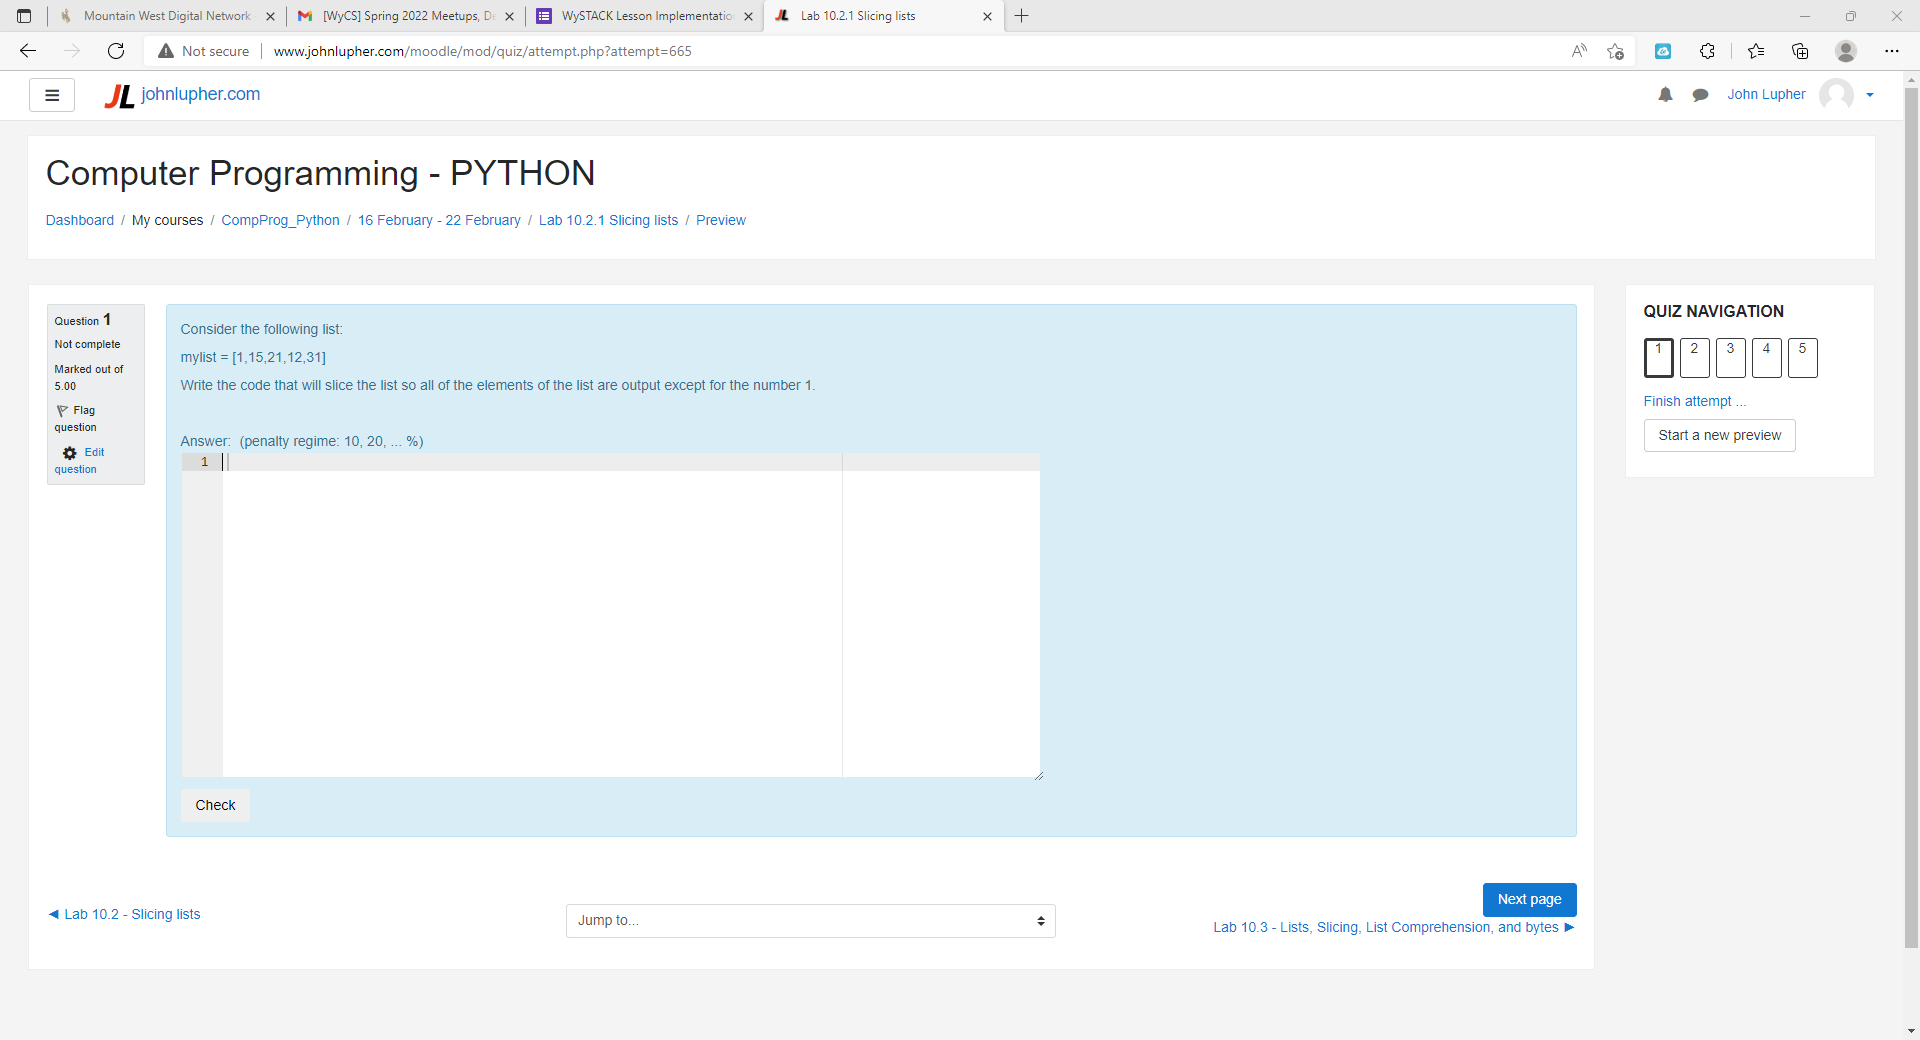 Mountain West Digital Network
[WyCS] Spring 2022 Meetups, De
WySTACK Lesson Implementatio
Lab 10.2.1 Slicing lists
Not secure
www.johnlupher.com/moodle/mod/quiz/attempt.php?attempt=665
JL johnlupher.com
John Lupher
Computer Programming - PYTHON
Dashboard / My courses / CompProg_Python / 16 February - 22 February / Lab 10.2.1 Slicing lists / Preview
Question 1
Not complete
Marked out of
5.00
Flag
question
Edit
question
Consider the following list:
mylist = [1,15,21,12,31]
Write the code that will slice the list so all of the elements of the list are output except for the number 1.
Answer: (penalty regime: 10, 20, ... %)
1
Check
QUIZ NAVIGATION
1 2 3 4 5
Finish attempt ...
Start a new preview
Next page
◄ Lab 10.2 - Slicing lists
Jump to...
Lab 10.3 - Lists, Slicing, List Comprehension, and bytes ►